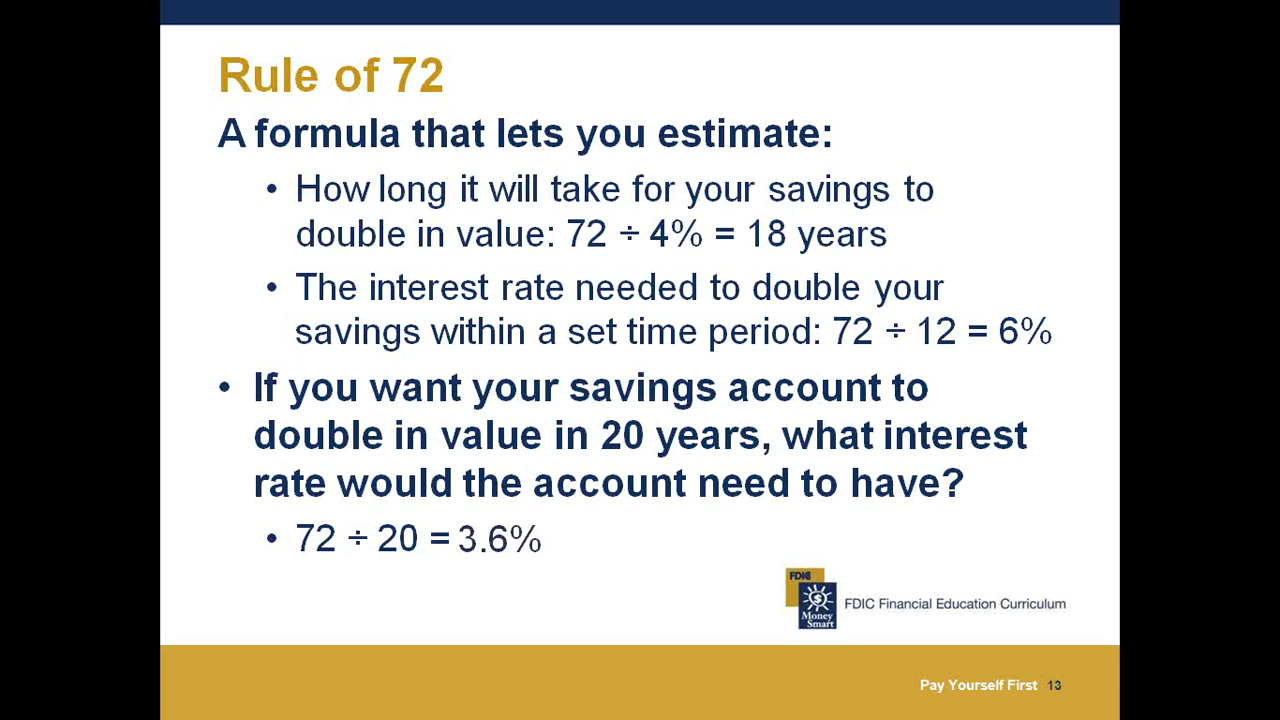 Rule of 72
A formula that lets you estimate:
• How long it will take for your savings to
double in value: 72 ÷ 4% = 18 years
• The interest rate needed to double your
savings within a set time period: 72 ÷ 12 = 6%
• If you want your savings account to
double in value in 20 years, what interest
rate would the account need to have?
• 72 ÷ 20 = 3.6%
FDIC
$
Money
Smart
FDIC Financial Education Curriculum
Pay Yourself First 13